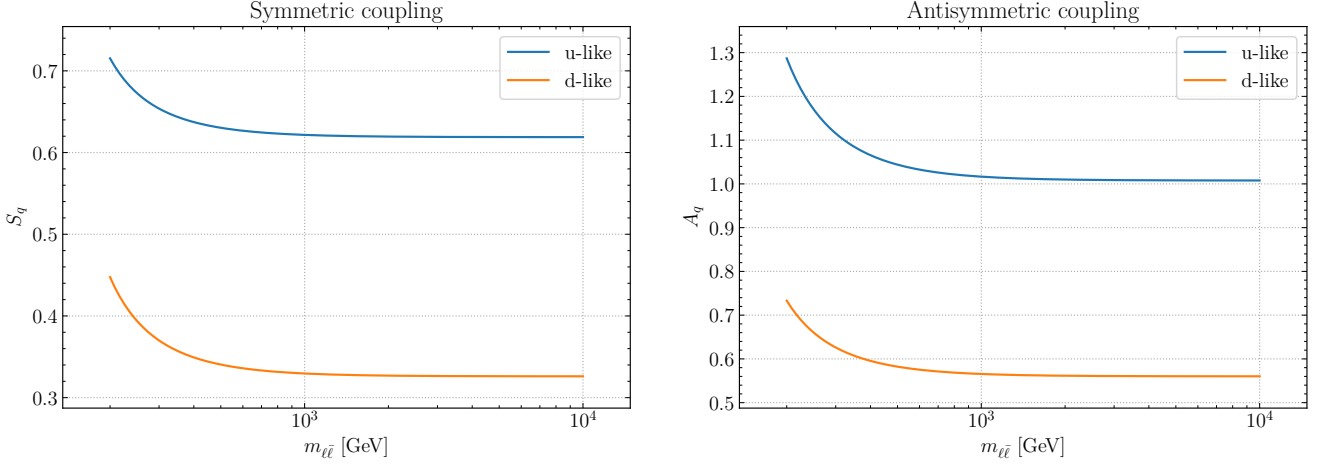 Symmetric coupling
u-like
d-like
0.7
0.6
0.5
0.4
0.3
S_q
10^3
10^4
m_{ℓℓ̄} [GeV]
Antisymmetric coupling
u-like
d-like
1.3
1.2
1.1
1.0
0.9
0.8
0.7
0.6
0.5
A_q
10^3
10^4
m_{ℓℓ̄} [GeV]